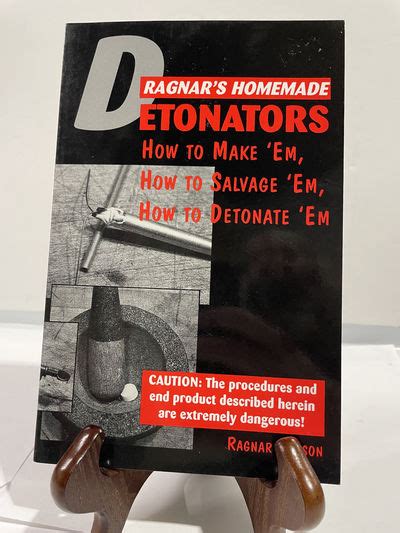 RAGNAR'S HOMEMADE
DETONATORS
HOW TO MAKE 'EM,
HOW TO SALVAGE 'EM,
HOW TO DETONATE 'EM
CAUTION: The procedures and
end product described herein
are extremely dangerous!
RAGNAR